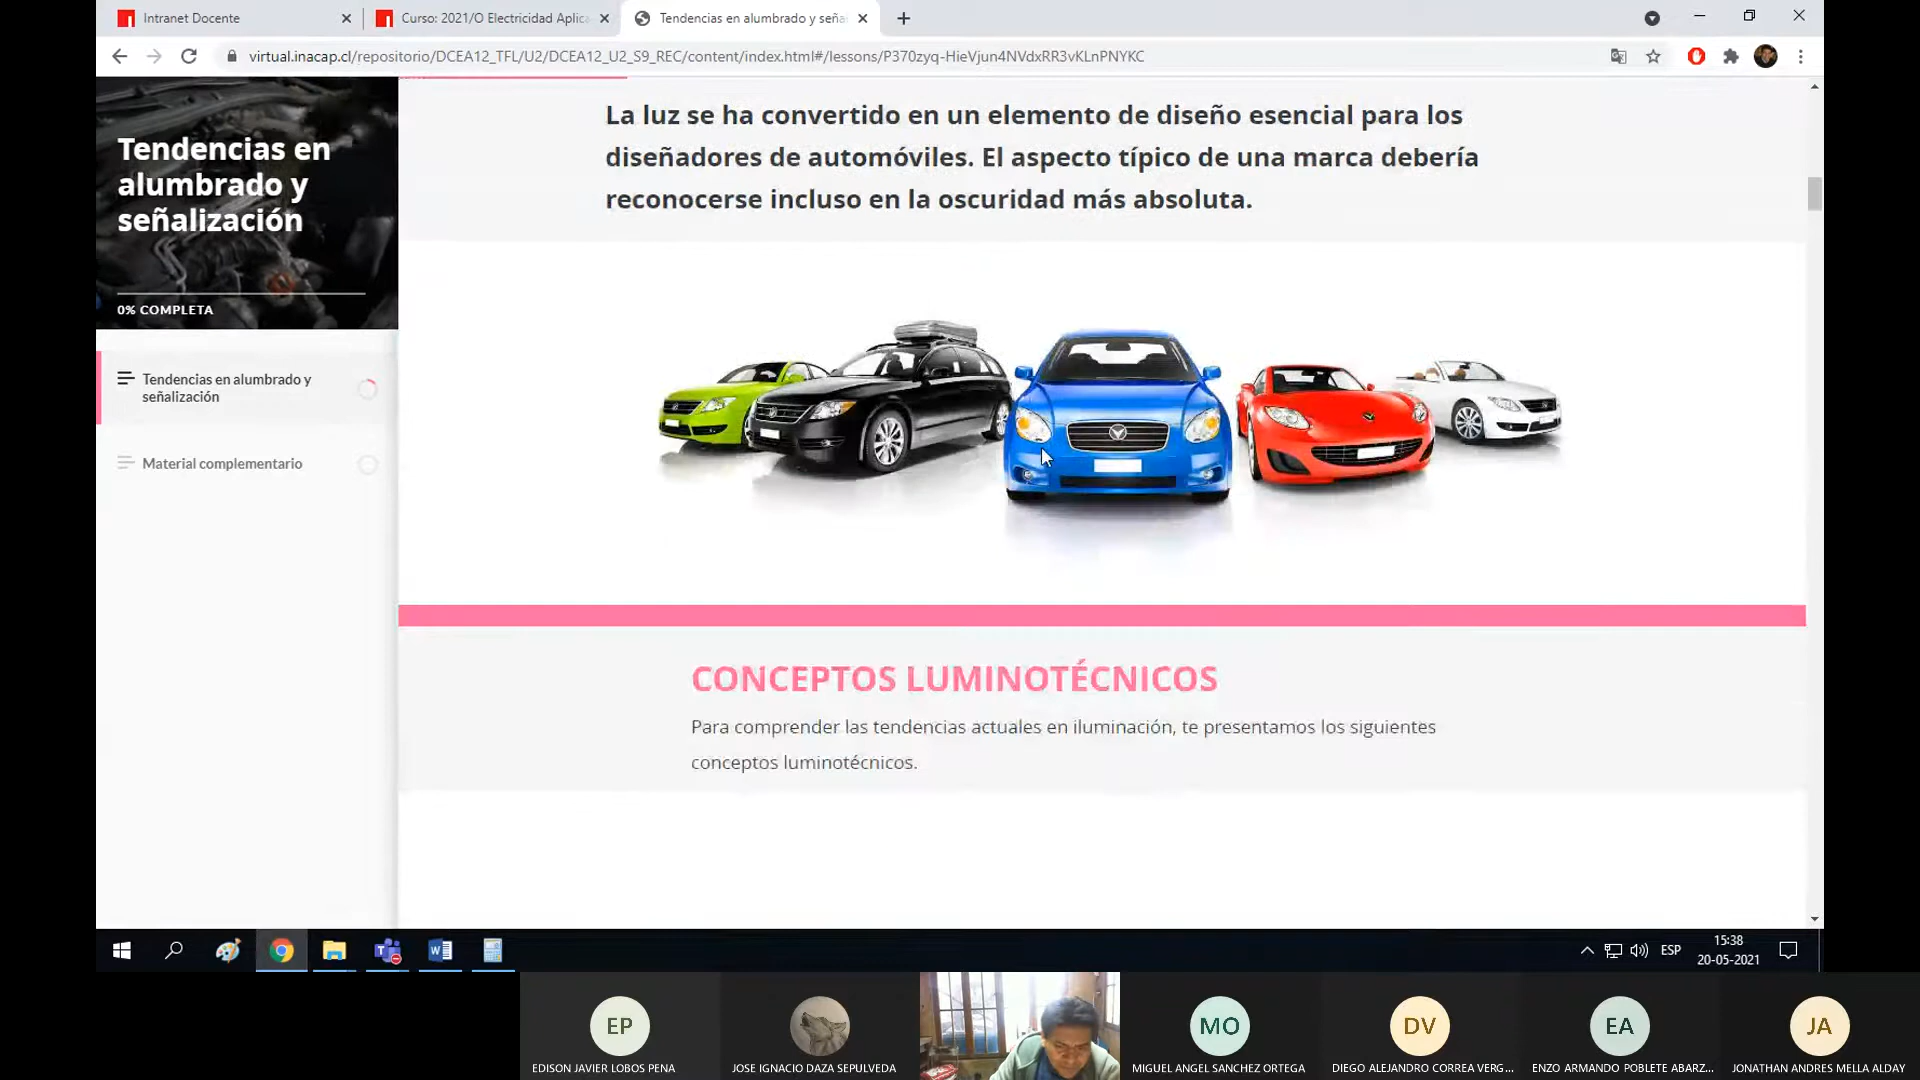 Intranet Docente
Curso: 2021/O Electricidad Aplica
Tendencias en alumbrado y seña
virtual.inacap.cl/repositorio/DCEA12_TFL/U2/DCEA12_U2_S9_REC/content/index.html#/lessons/P370zyq-HieVjun4NVdxRR3vKLnPNYKC
Tendencias en
alumbrado y
señalización
0% COMPLETA
Tendencias en alumbrado y
señalización
Material complementario
La luz se ha convertido en un elemento de diseño esencial para los
diseñadores de automóviles. El aspecto típico de una marca debería
reconocerse incluso en la oscuridad más absoluta.
CONCEPTOS LUMINOTÉCNICOS
Para comprender las tendencias actuales en iluminación, te presentamos los siguientes
conceptos luminotécnicos.
ESP
15:38
20-05-2021
EP
MO
DV
EA
JA
EDISON JAVIER LOBOS PENA
JOSE IGNACIO DAZA SEPULVEDA
MIGUEL ANGEL SANCHEZ ORTEGA
DIEGO ALEJANDRO CORREA VERG...
ENZO ARMANDO POBLETE ABARZ...
JONATHAN ANDRES MELLA ALDAY